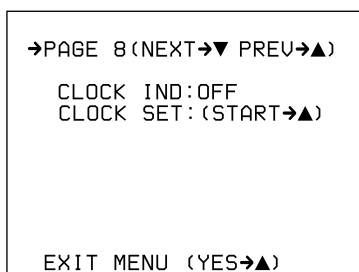 ➔PAGE 8(NEXT➔▼ PREV➔▲)
CLOCK IND:OFF
CLOCK SET:(START➔▲)
EXIT MENU (YES➔▲)